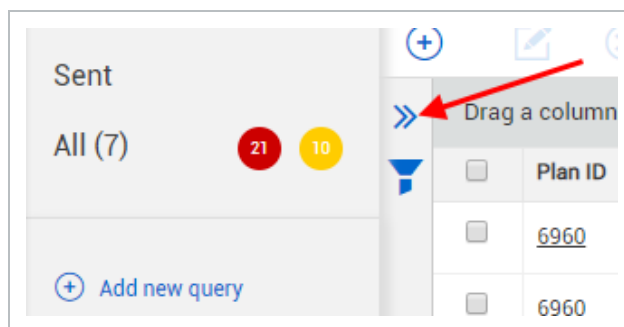 Sent
All (7) 21 10
Add new query
Drag a column
Plan ID
6960
6960